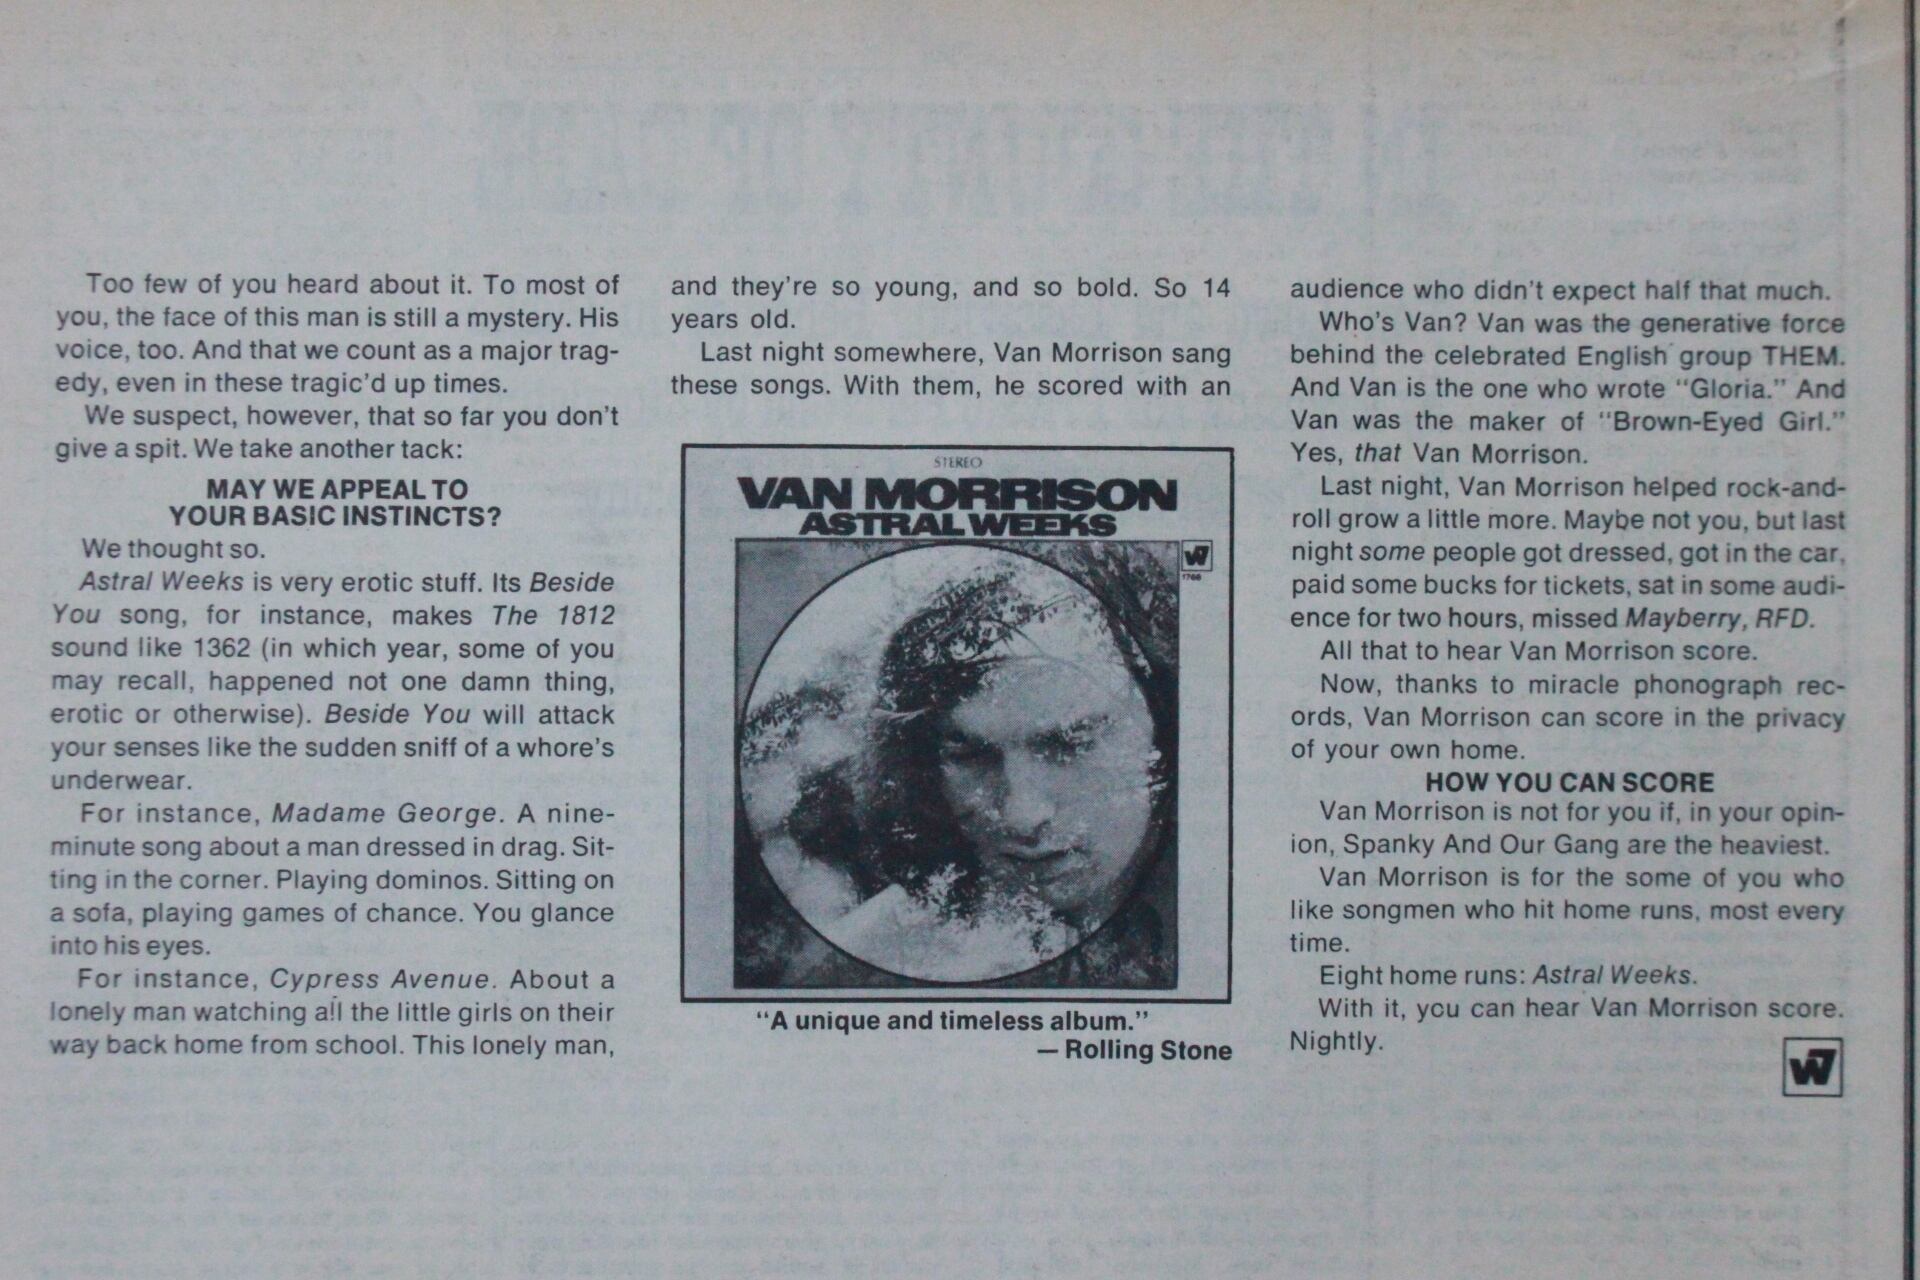 Too few of you heard about it. To most of
you, the face of this man is still a mystery. His
voice, too. And that we count as a major trag-
edy, even in these tragic'd up times.
We suspect, however, that so far you don't
give a spit. We take another tack:
MAY WE APPEAL TO
YOUR BASIC INSTINCTS?
We thought so.
Astral Weeks is very erotic stuff. Its Beside
You song, for instance, makes The 1812
sound like 1362 (in which year, some of you
may recall, happened not one damn thing,
erotic or otherwise). Beside You will attack
your senses like the sudden sniff of a whore's
underwear.
For instance, Madame George. A nine-
minute song about a man dressed in drag. Sit-
ting in the corner. Playing dominos. Sitting on
a sofa, playing games of chance. You glance
into his eyes.
For instance, Cypress Avenue. About a
lonely man watching all the little girls on their
way back home from school. This lonely man,
and they're so young, and so bold. So 14
years old.
Last night somewhere, Van Morrison sang
these songs. With them, he scored with an
STEREO
VAN MORRISON
ASTRAL WEEKS
W7
1768
"A unique and timeless album."
— Rolling Stone
audience who didn't expect half that much.
Who's Van? Van was the generative force
behind the celebrated English group THEM.
And Van is the one who wrote "Gloria." And
Van was the maker of "Brown-Eyed Girl."
Yes, that Van Morrison.
Last night, Van Morrison helped rock-and-
roll grow a little more. Maybe not you, but last
night some people got dressed, got in the car,
paid some bucks for tickets, sat in some audi-
ence for two hours, missed Mayberry, RFD.
All that to hear Van Morrison score.
Now, thanks to miracle phonograph rec-
ords, Van Morrison can score in the privacy
of your own home.
HOW YOU CAN SCORE
Van Morrison is not for you if, in your opin-
ion, Spanky And Our Gang are the heaviest.
Van Morrison is for the some of you who
like songmen who hit home runs, most every
time.
Eight home runs: Astral Weeks.
With it, you can hear Van Morrison score.
Nightly.
W7